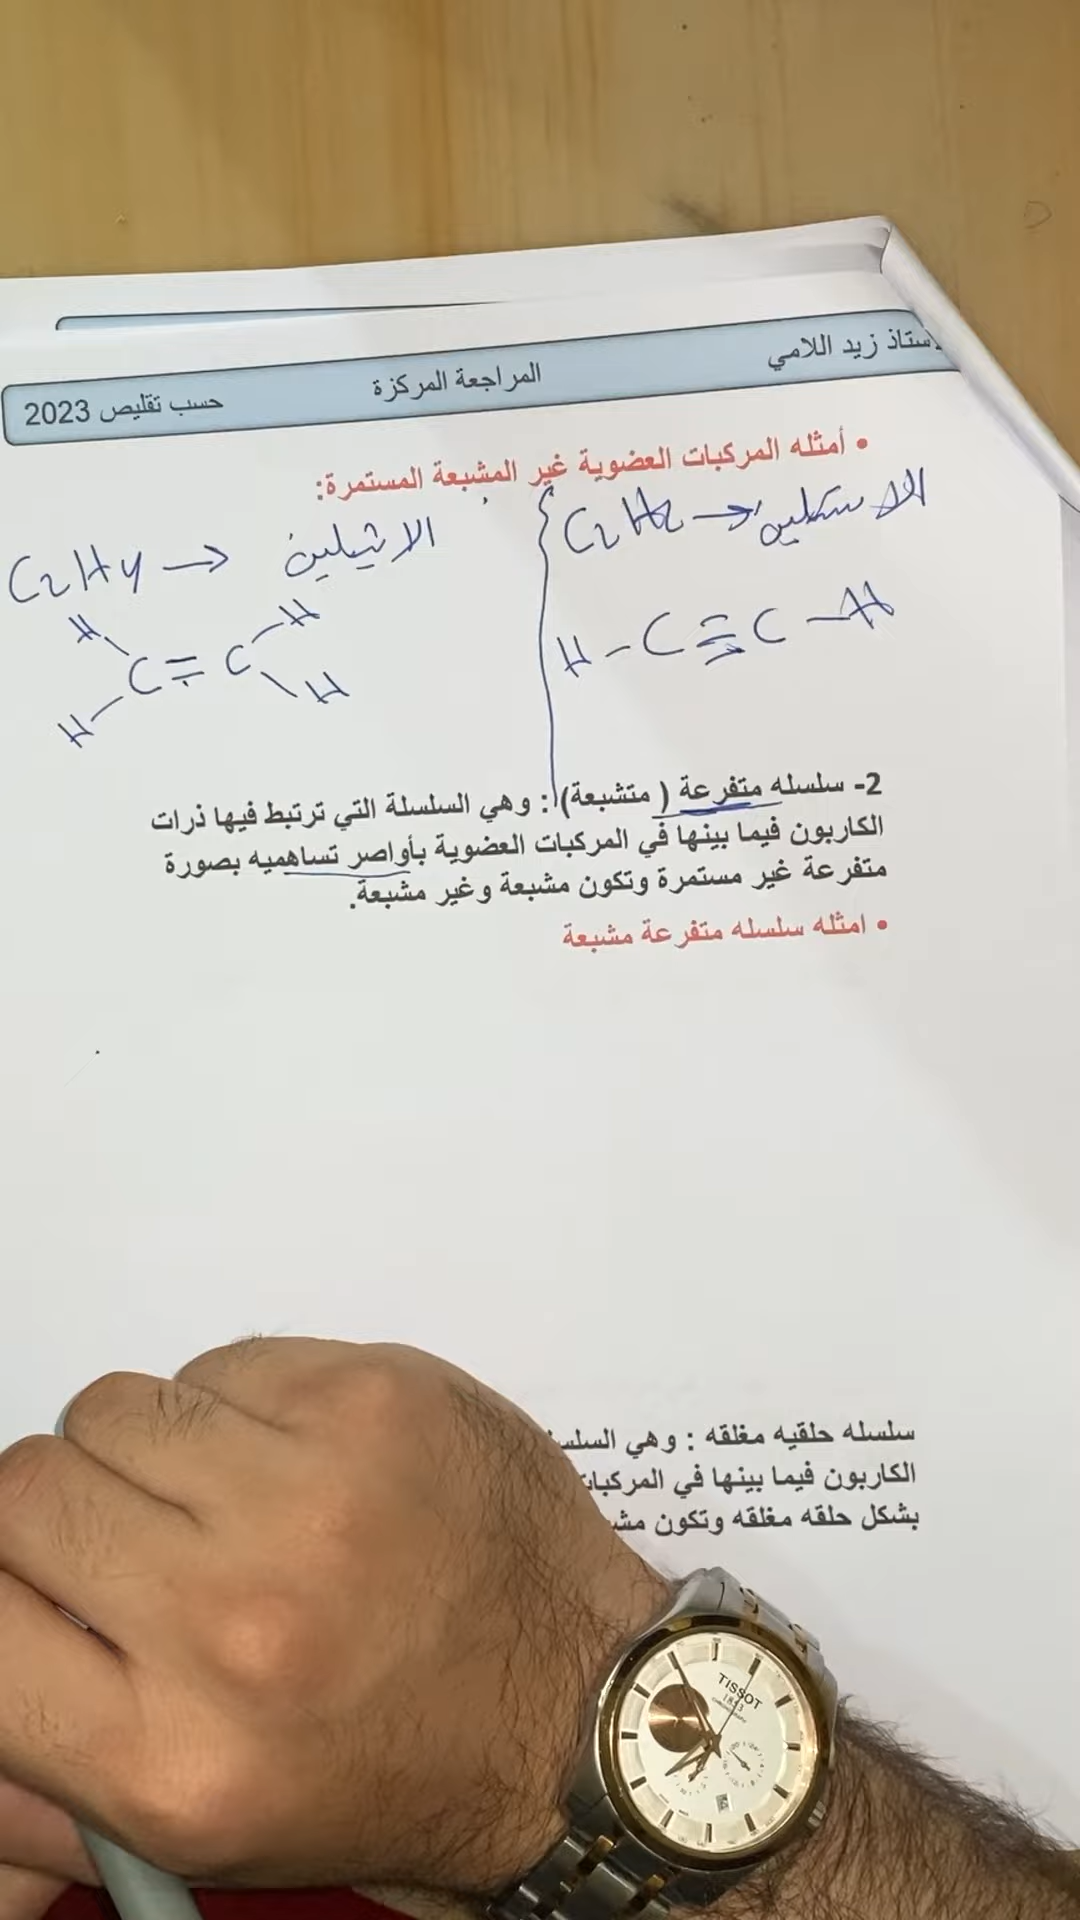 ستاذ زيد اللامي المراجعة المركزة حسب تقليص 2023
• أمثله المركبات العضوية غير المشبعة المستمرة:
C2H2 → الاستيلين
H - C ≡ C - H
C2H4 → الاثيلين
H H
C = C
H H
2- سلسله متفرعة ( متشبعة) : وهي السلسلة التي ترتبط فيها ذرات
الكاربون فيما بينها في المركبات العضوية بأواصر تساهميه بصورة
متفرعة غير مستمرة وتكون مشبعة وغير مشبعة.
• امثله سلسله متفرعة مشبعة
سلسله حلقيه مغلقه : وهي السلس
الكاربون فيما بينها في المركبات
بشكل حلقه مغلقه وتكون مش
TISSOT
1853